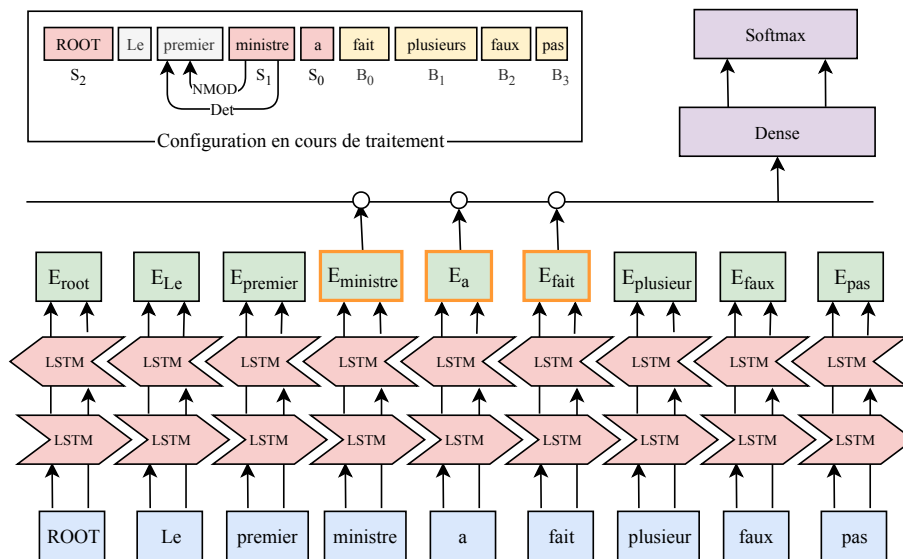 ROOT Le premier ministre a fait plusieurs faux pas
S2 S1 S0 B0 B1 B2 B3
NMOD
Det
Configuration en cours de traitement
Softmax
Dense
Eroot ELe Epremier Eministre Ea Efait Eplusieur Efaux Epas
LSTM LSTM LSTM LSTM LSTM LSTM LSTM LSTM LSTM
LSTM LSTM LSTM LSTM LSTM LSTM LSTM LSTM LSTM
ROOT Le premier ministre a fait plusieur faux pas